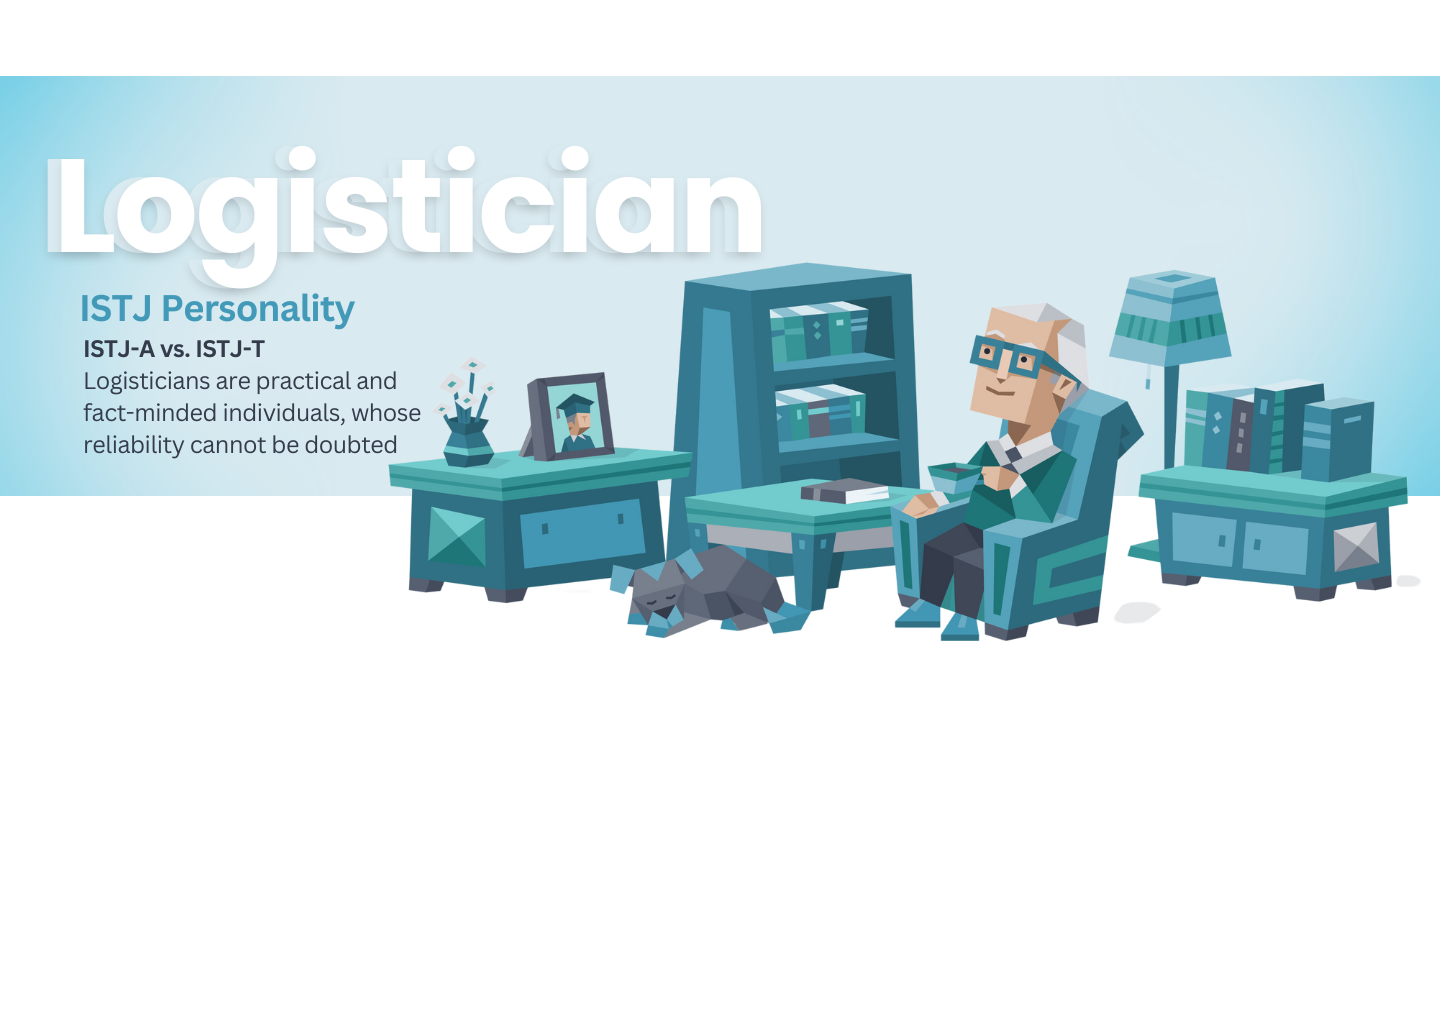 Logistician
ISTJ Personality
ISTJ-A vs. ISTJ-T
Logisticians are practical and
fact-minded individuals, whose
reliability cannot be doubted